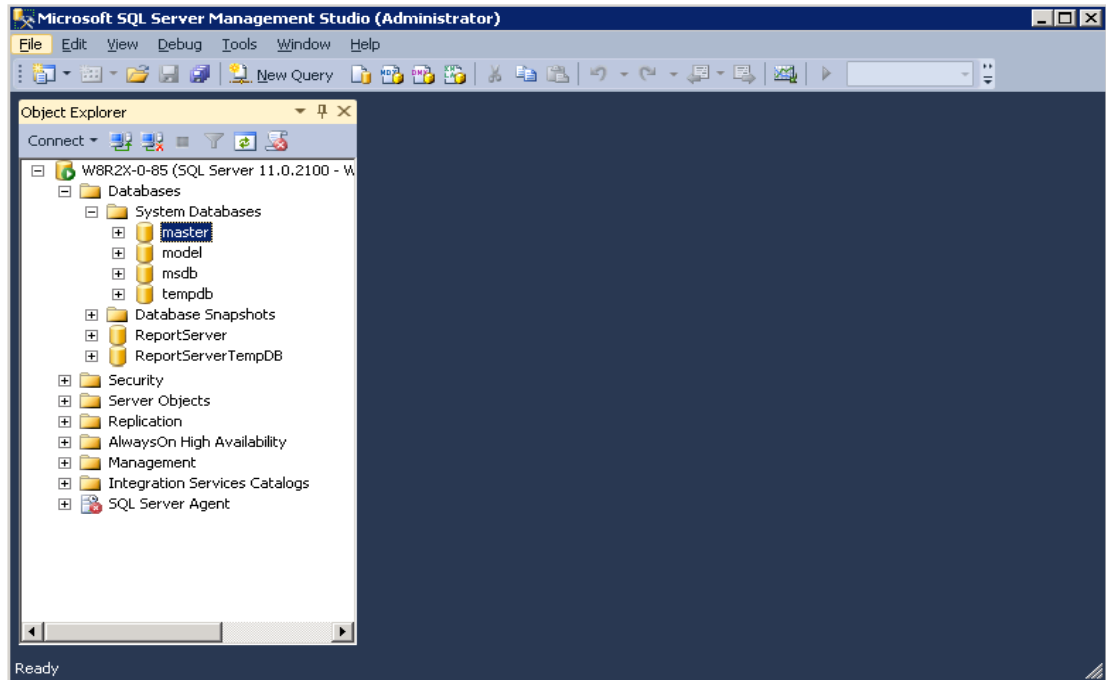 Microsoft SQL Server Management Studio (Administrator)
File Edit View Debug Tools Window Help
New Query
Object Explorer
Connect
W8R2X-0-85 (SQL Server 11.0.2100 - W
Databases
System Databases
master
model
msdb
tempdb
Database Snapshots
ReportServer
ReportServerTempDB
Security
Server Objects
Replication
AlwaysOn High Availability
Management
Integration Services Catalogs
SQL Server Agent
Ready